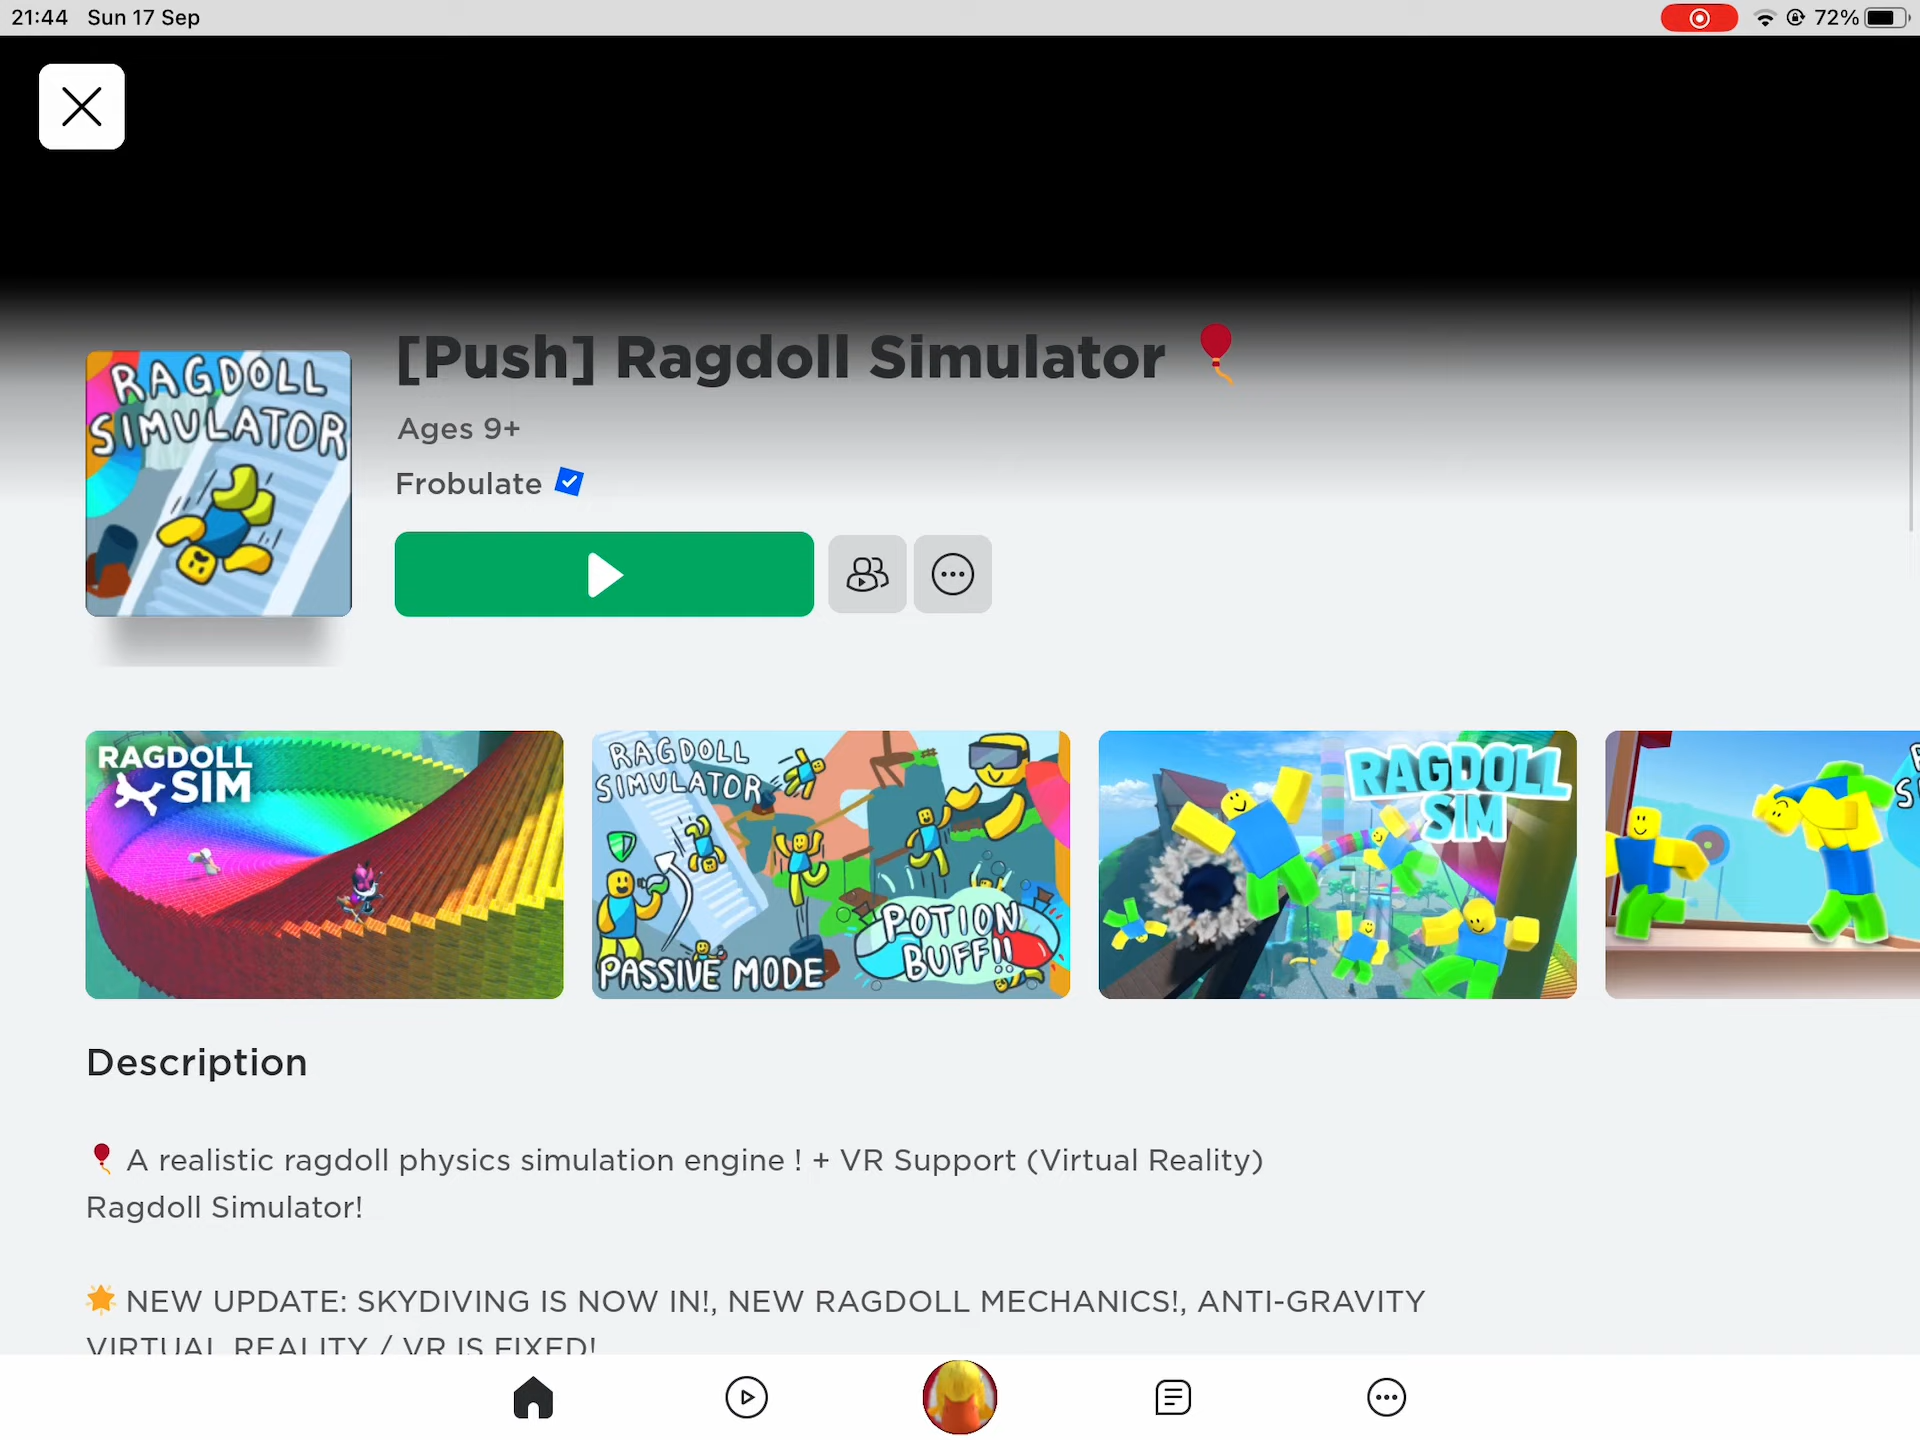 21:44 Sun 17 Sep
72%
[Push] Ragdoll Simulator
Ages 9+
Frobulate
RAGDOLL
SIMULATOR
RAGDOLL
SIM
RAGDOLL
SIMULATOR
PASSIVE MODE
POTION
BUFF!!
RAGDOLL
SIM
Description
🎈 A realistic ragdoll physics simulation engine ! + VR Support (Virtual Reality)
Ragdoll Simulator!
🌟 NEW UPDATE: SKYDIVING IS NOW IN!, NEW RAGDOLL MECHANICS!, ANTI-GRAVITY
VIRTUAL REALITY / VR IS FIXED!